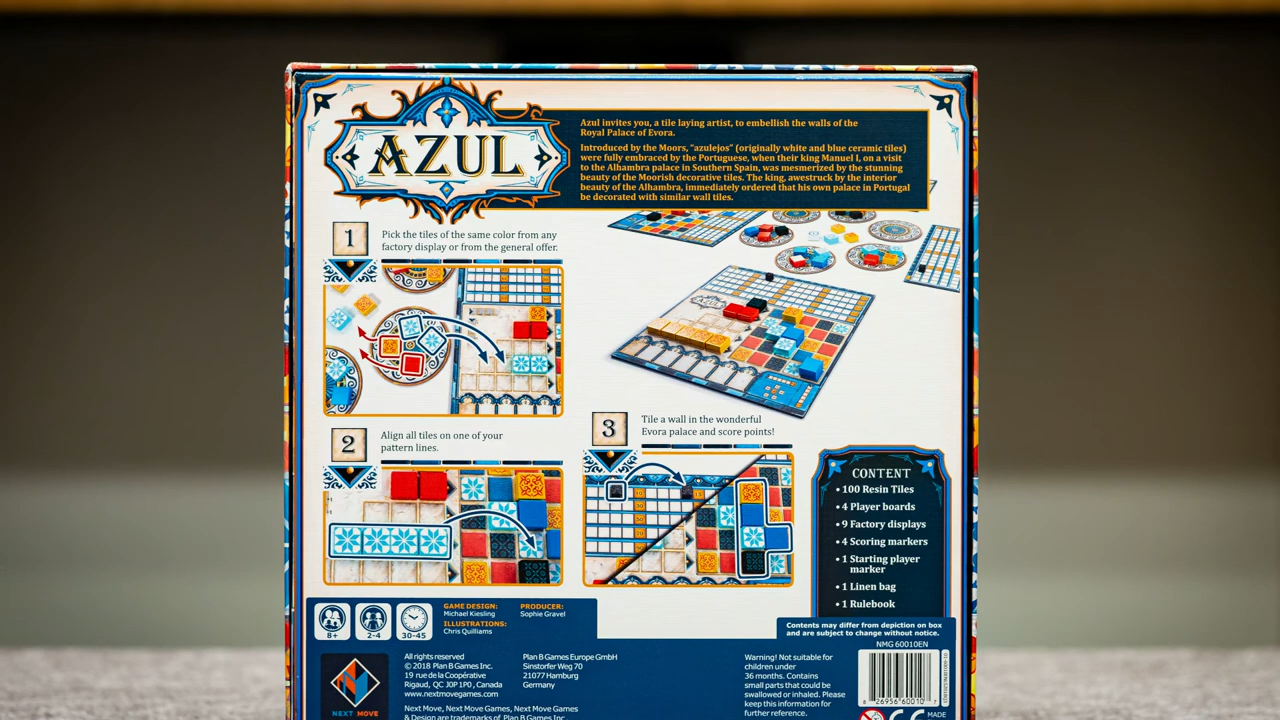 AZUL
Azul invites you, a tile laying artist, to embellish the walls of the
Royal Palace of Evora.
Introduced by the Moors, "azulejos" (originally white and blue ceramic tiles)
were fully embraced by the Portuguese, when their king Manuel I, on a visit
to the Alhambra palace in Southern Spain, was mesmerized by the stunning
beauty of the Moorish decorative tiles. The king, awestruck by the interior
beauty of the Alhambra, immediately ordered that his own palace in Portugal
be decorated with similar wall tiles.
1
Pick the tiles of the same color from any
factory display or from the general offer.
2
Align all tiles on one of your
pattern lines.
3
Tile a wall in the wonderful
Evora palace and score points!
CONTENT
• 100 Resin Tiles
• 4 Player boards
• 9 Factory displays
• 4 Scoring markers
• 1 Starting player
marker
• 1 Linen bag
• 1 Rulebook
Contents may differ from depiction on box
and are subject to change without notice.
8+
2-4
30-45
GAME DESIGN:
Michael Kiesling
ILLUSTRATIONS:
Chris Quilliams
PRODUCER:
Sophie Gravel
NEXT MOVE
All rights reserved
© 2018 Plan B Games Inc.
19 rue de la Coopérative
Rigaud, QC J0P 1P0, Canada
www.nextmovegames.com
Next Move, Next Move Games, Next Move Games
& Design are trademarks of Plan B Games Inc.
Plan B Games Europe GmbH
Sinstorfer Weg 70
21077 Hamburg
Germany
Warning! Not suitable for
children under
36 months. Contains
small parts that could be
swallowed or inhaled. Please
keep this information for
further reference.
NMG 60010EN
8 26956 60010 7
CE MADE